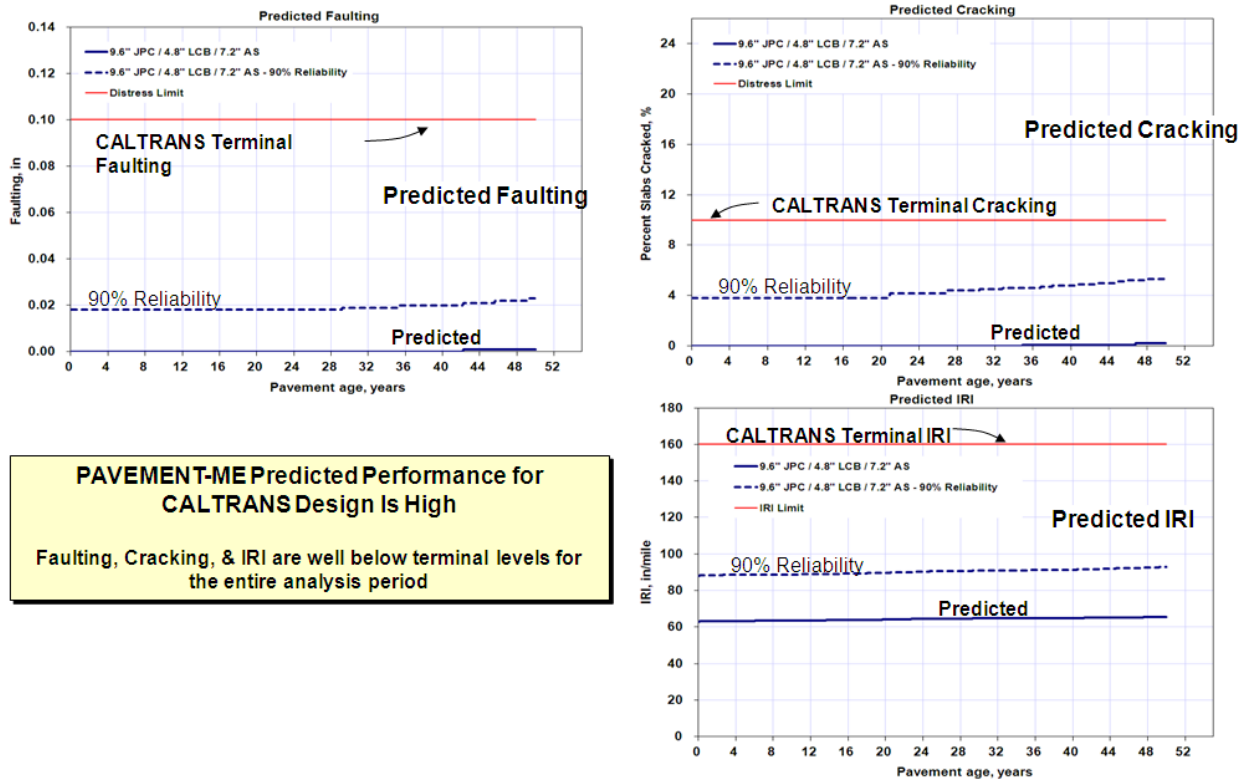 Predicted Faulting
0.14
0.12
0.10
0.08
0.06
0.04
0.02
0.00
Faulting, in
9.6" JPC / 4.8" LCB / 7.2" AS
9.6" JPC / 4.8" LCB / 7.2" AS - 90% Reliability
Distress Limit
CALTRANS Terminal
Faulting
Predicted Faulting
90% Reliability
Predicted
0 4 8 12 16 20 24 28 32 36 40 44 48 52
Pavement age, years
Predicted Cracking
24
20
16
12
8
4
0
Percent Slabs Cracked, %
9.6" JPC / 4.8" LCB / 7.2" AS
9.6" JPC / 4.8" LCB / 7.2" AS - 90% Reliability
Distress Limit
Predicted Cracking
CALTRANS Terminal Cracking
90% Reliability
Predicted
0 4 8 12 16 20 24 28 32 36 40 44 48 52
Pavement age, years
PAVEMENT-ME Predicted Performance for
CALTRANS Design Is High
Faulting, Cracking, & IRI are well below terminal levels for
the entire analysis period
Predicted IRI
180
160
140
120
100
80
60
40
20
0
IRI, in/mile
CALTRANS Terminal IRI
9.6" JPC / 4.8" LCB / 7.2" AS
9.6" JPC / 4.8" LCB / 7.2" AS - 90% Reliability
IRI Limit
Predicted IRI
90% Reliability
Predicted
0 4 8 12 16 20 24 28 32 36 40 44 48 52
Pavement age, years